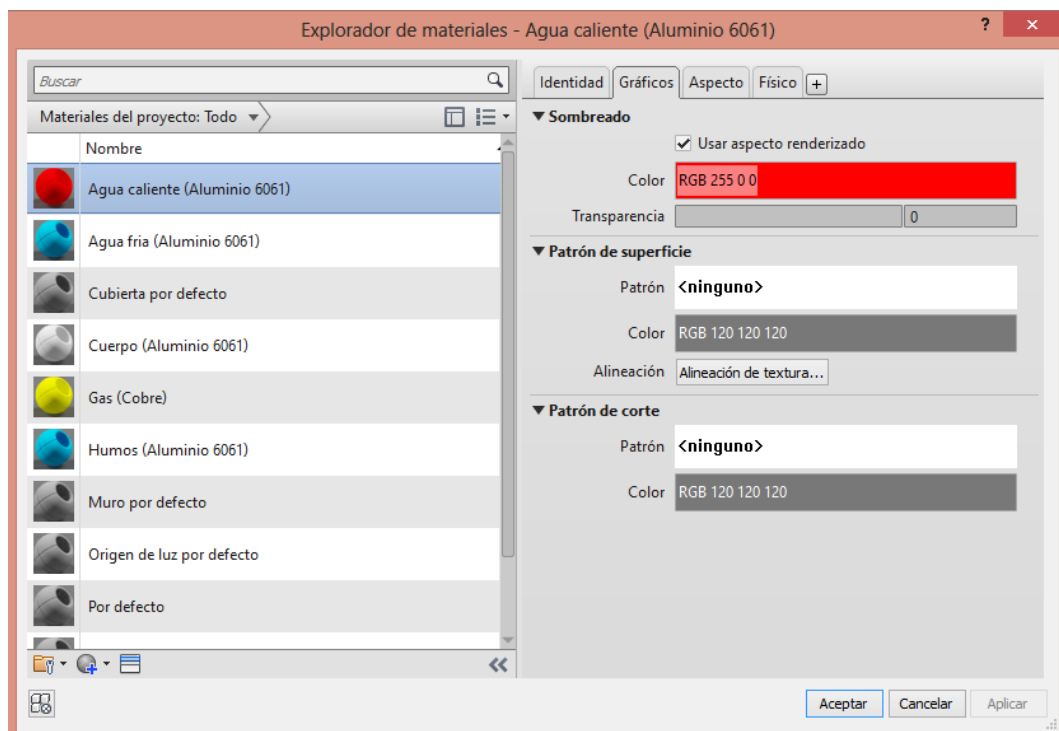 Explorador de materiales - Agua caliente (Aluminio 6061)
?
×
Buscar
Materiales del proyecto: Todo
Nombre
Agua caliente (Aluminio 6061)
Agua fria (Aluminio 6061)
Cubierta por defecto
Cuerpo (Aluminio 6061)
Gas (Cobre)
Humos (Aluminio 6061)
Muro por defecto
Origen de luz por defecto
Por defecto
Identidad Gráficos Aspecto Físico +
Sombreado
Usar aspecto renderizado
Color RGB 255 0 0
Transparencia 0
Patrón de superficie
Patrón <ninguno>
Color RGB 120 120 120
Alineación Alineación de textura...
Patrón de corte
Patrón <ninguno>
Color RGB 120 120 120
Aceptar Cancelar Aplicar